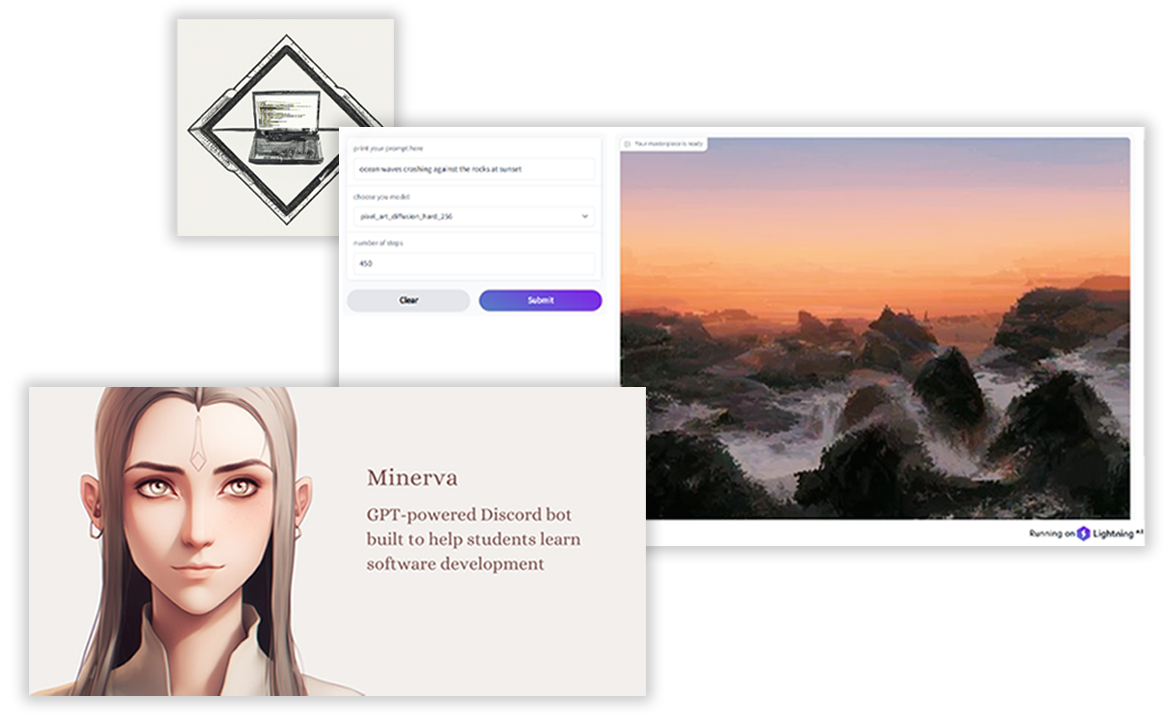 print your prompt here
ocean waves crashing against the rocks at sunset
choose you model
pixel_art_diffusion_hard_256
number of steps
450
Clear
Submit
Your masterpiece is ready
Running on Lightning AI
Minerva
GPT-powered Discord bot
built to help students learn
software development